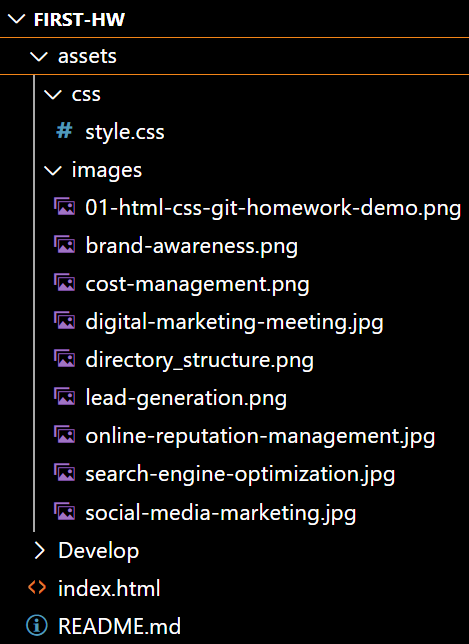 FIRST-HW
assets
css
# style.css
images
01-html-css-git-homework-demo.png
brand-awareness.png
cost-management.png
digital-marketing-meeting.jpg
directory_structure.png
lead-generation.png
online-reputation-management.jpg
search-engine-optimization.jpg
social-media-marketing.jpg
Develop
index.html
README.md